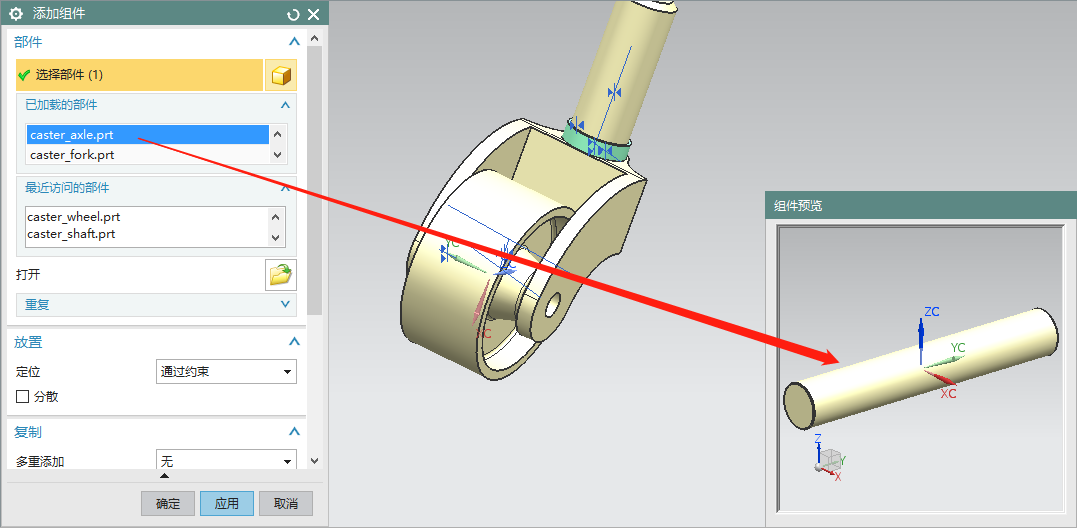 添加组件
部件
选择部件 (1)
已加载的部件
caster_axle.prt
caster_fork.prt
最近访问的部件
caster_wheel.prt
caster_shaft.prt
打开
重复
放置
定位
通过约束
分散
复制
多重添加
无
确定
应用
取消
YC
XC
组件预览
ZC
YC
XC
Z
Y
X